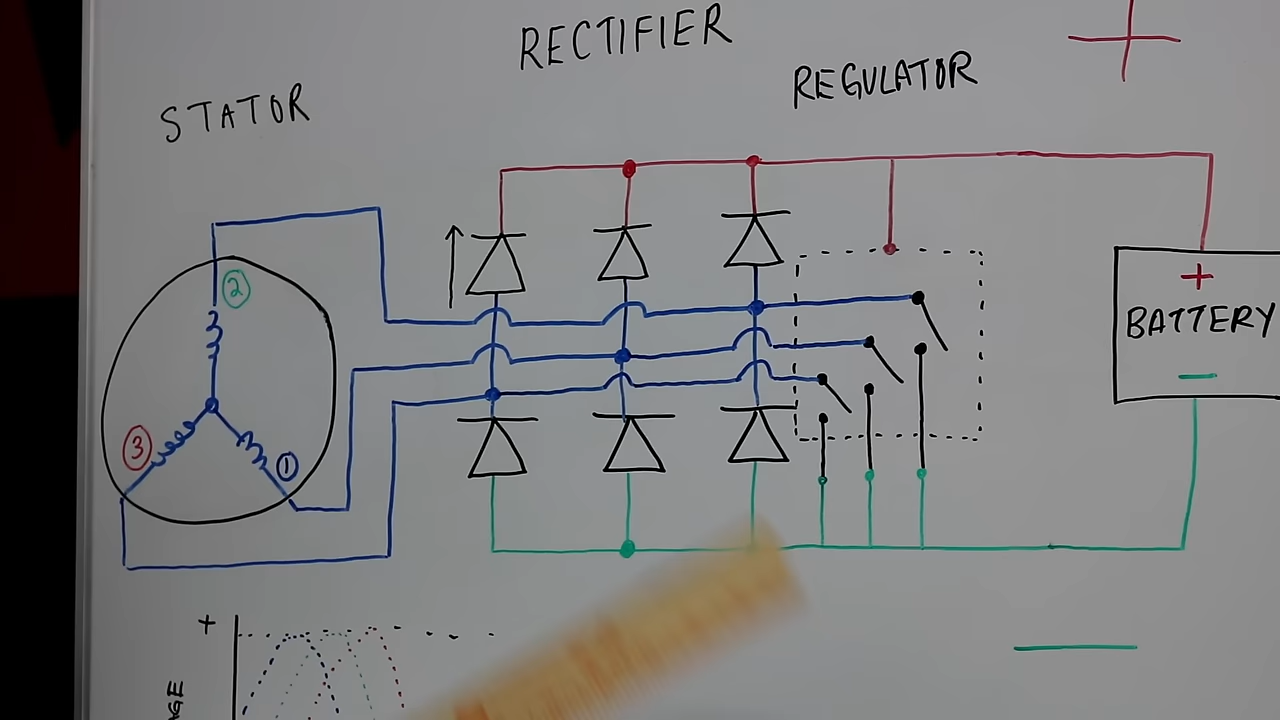 RECTIFIER
REGULATOR
STATOR
+
2
+
BATTERY
3
1
−
+